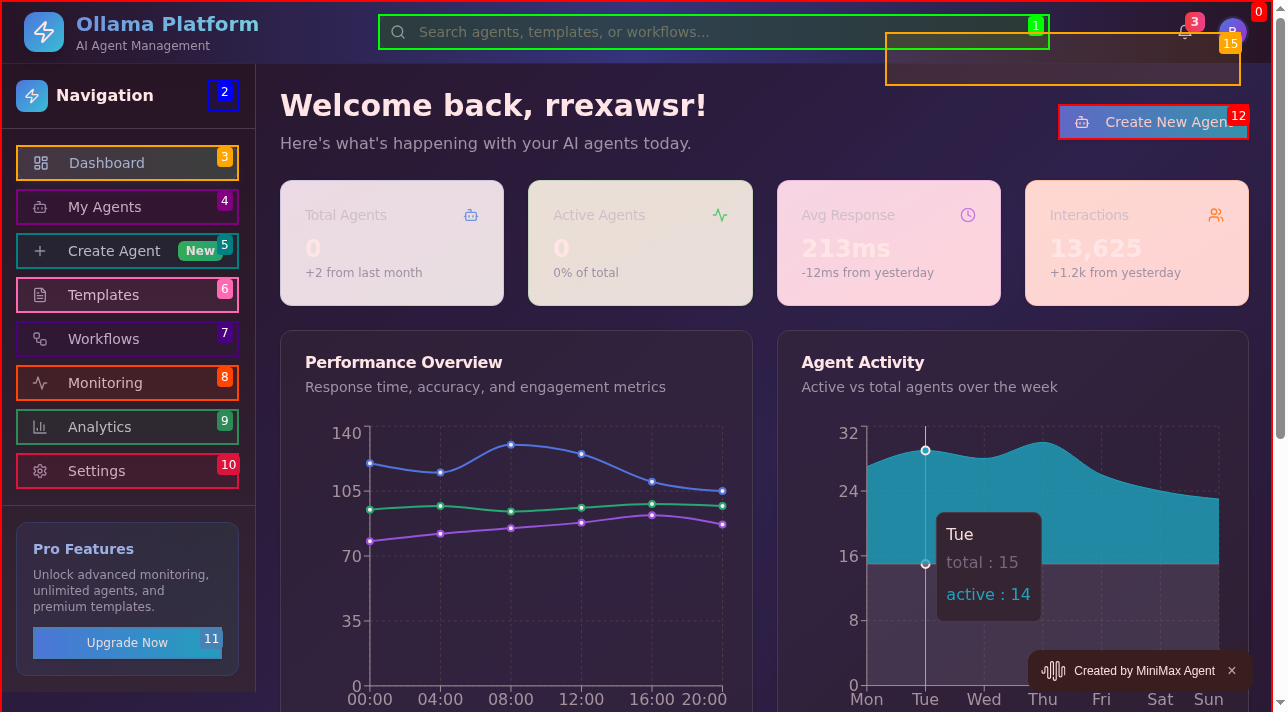 Ollama Platform
AI Agent Management
Search agents, templates, or workflows...
1
3
0
R
15
Navigation
2
Dashboard
3
My Agents
4
Create Agent
New
5
Templates
6
Workflows
7
Monitoring
8
Analytics
9
Settings
10
Pro Features
Unlock advanced monitoring,
unlimited agents, and
premium templates.
Upgrade Now
11
Welcome back, rrexawsr!
Here's what's happening with your AI agents today.
Create New Agent
12
Total Agents
0
+2 from last month
Active Agents
0
0% of total
Avg Response
213ms
-12ms from yesterday
Interactions
13,625
+1.2k from yesterday
Performance Overview
Response time, accuracy, and engagement metrics
140
105
70
35
0
00:00 04:00 08:00 12:00 16:00 20:00
Agent Activity
Active vs total agents over the week
32
24
16
8
0
Tue
total : 15
active : 14
Mon Tue Wed Thu Fri Sat Sun
Created by MiniMax Agent ×